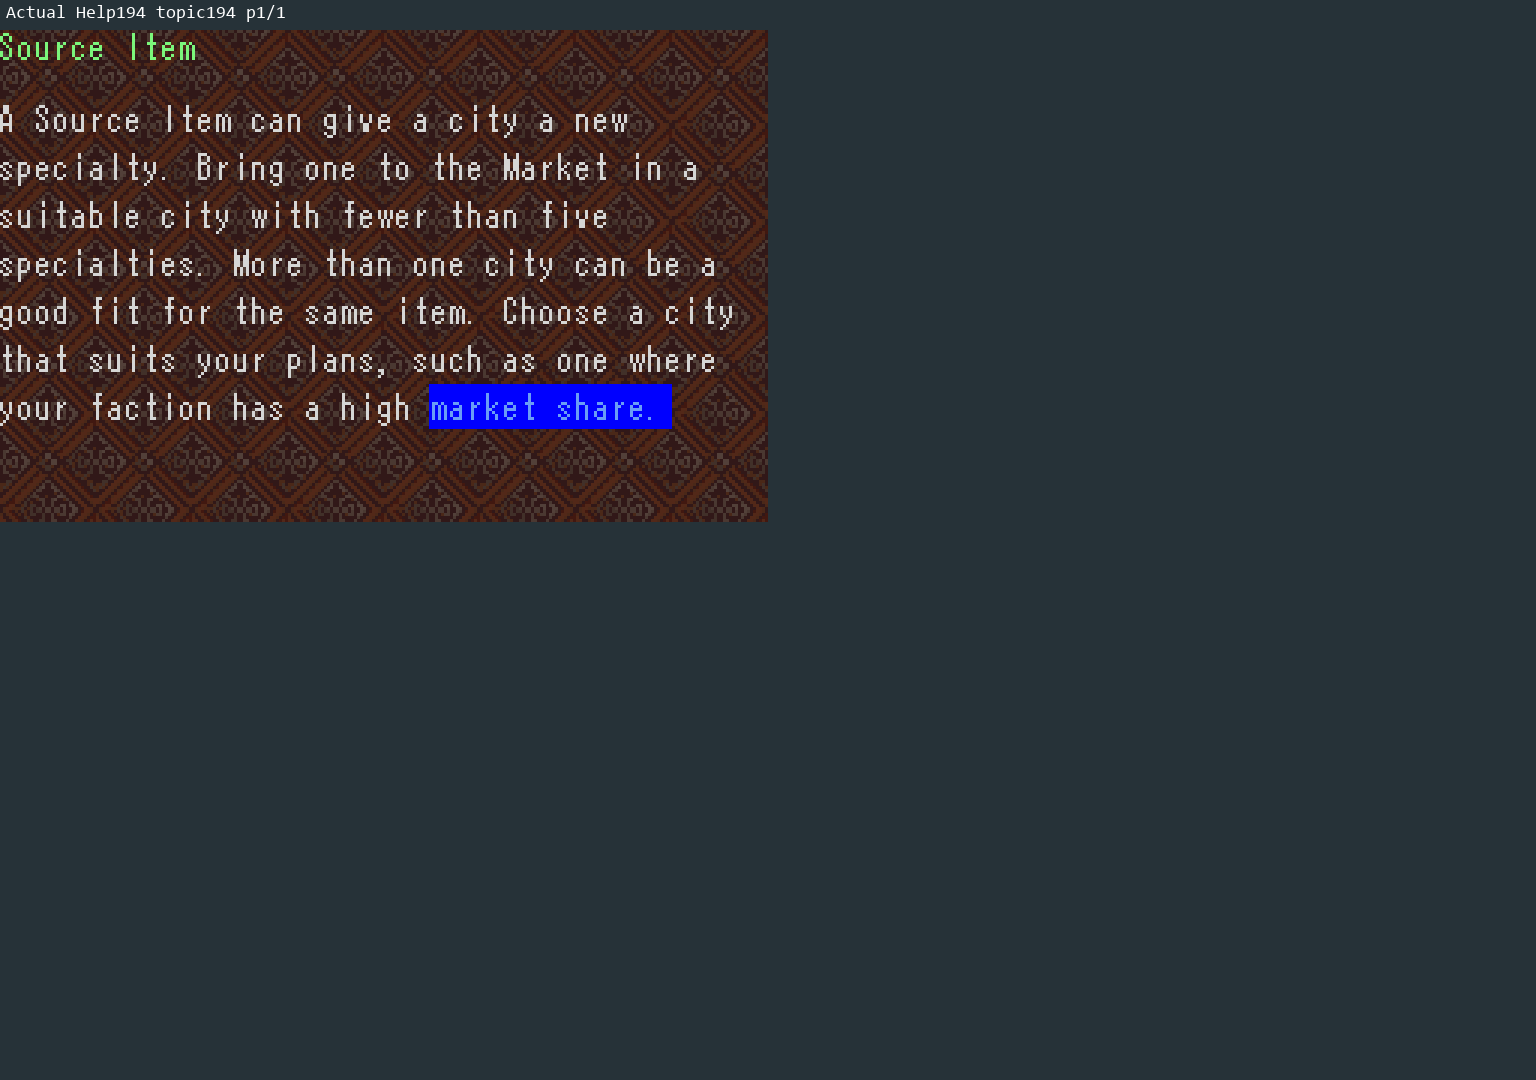 Actual Help194 topic194 p1/1
Source Item
A Source Item can give a city a new
specialty. Bring one to the Market in a
suitable city with fewer than five
specialties. More than one city can be a
good fit for the same item. Choose a city
that suits your plans, such as one where
your faction has a high market share.